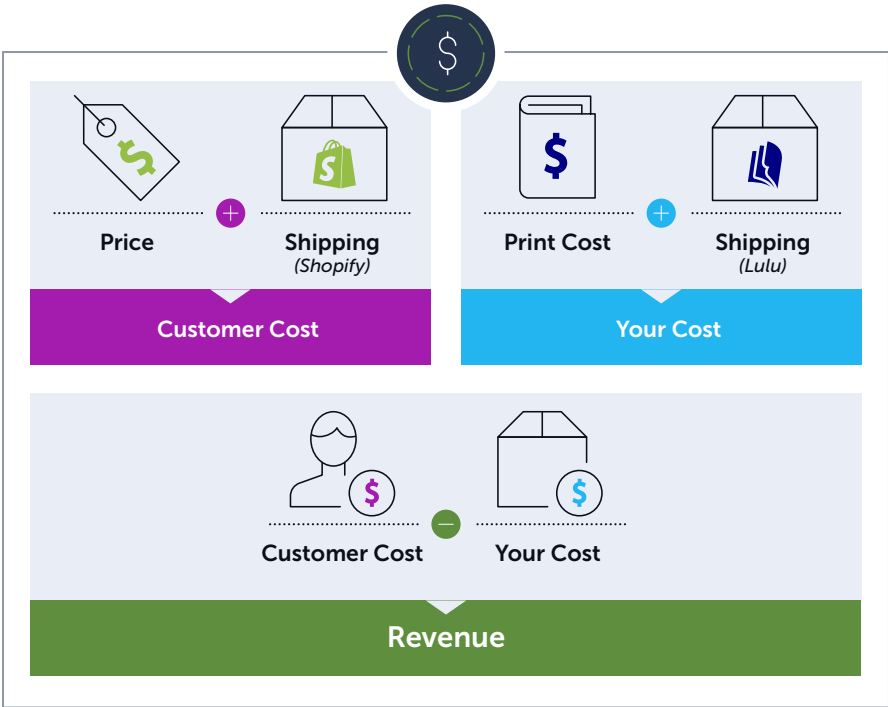 $
$
S
Price
+
Shipping
(Shopify)
Customer Cost
$
Print Cost
+
Shipping
(Lulu)
Your Cost
$
$
Customer Cost
−
Your Cost
Revenue